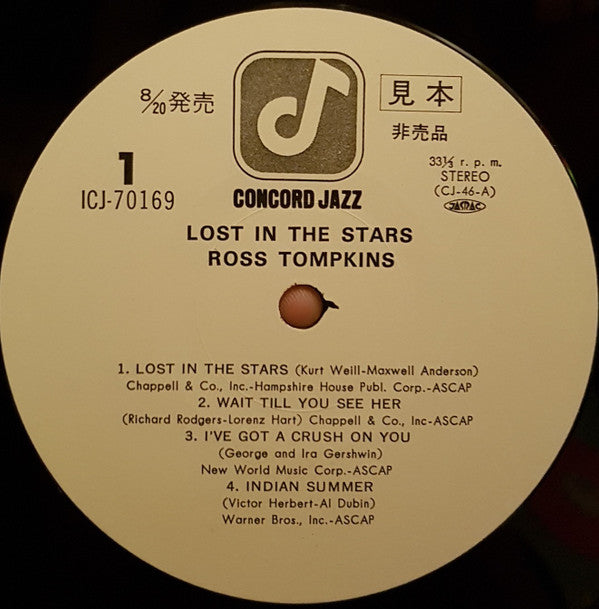 8/20発売
見本
非売品
1
ICJ-70169
CONCORD JAZZ
33⅓ r. p. m.
STEREO
(CJ-46-A)
JASRAC
LOST IN THE STARS
ROSS TOMPKINS
1. LOST IN THE STARS (Kurt Weill-Maxwell Anderson)
Chappell & Co., Inc.-Hampshire House Publ. Corp.-ASCAP
2. WAIT TILL YOU SEE HER
(Richard Rodgers-Lorenz Hart) Chappell & Co., Inc-ASCAP
3. I'VE GOT A CRUSH ON YOU
(George and Ira Gershwin)
New World Music Corp.-ASCAP
4. INDIAN SUMMER
(Victor Herbert-Al Dubin)
Warner Bros., Inc.-ASCAP